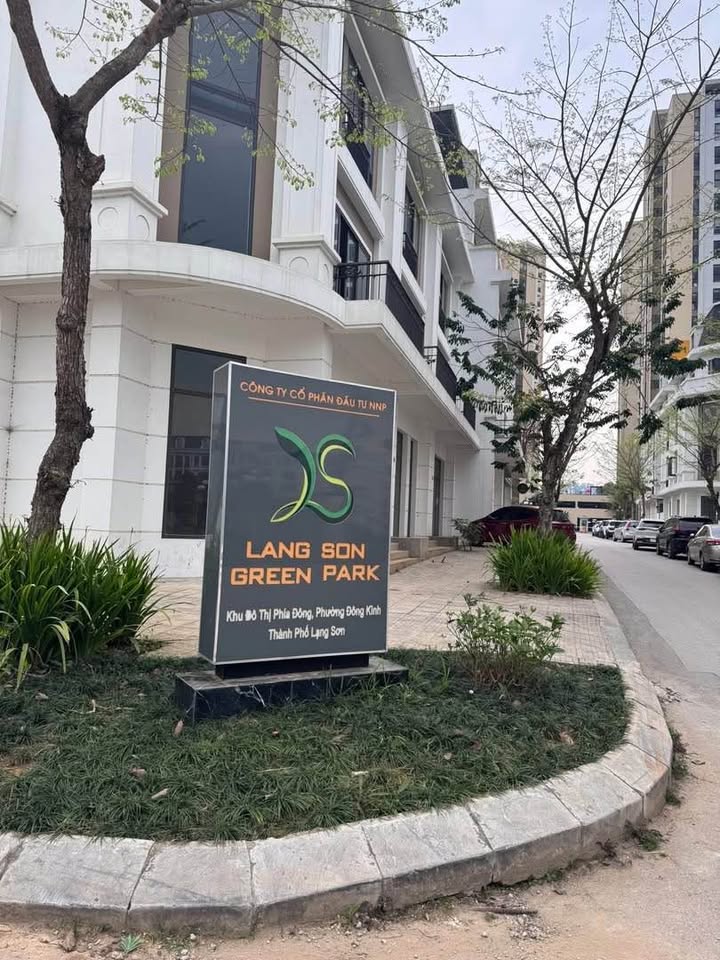 CÔNG TY CỔ PHẦN ĐẦU TƯ NNP
LS
LANG SON
GREEN PARK
Khu Đô Thị Phía Đông, Phường Đông Kinh
Thành Phố Lạng Sơn